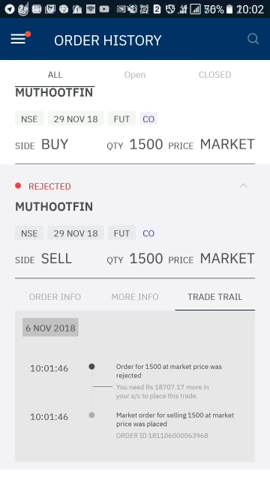 36% 20:02
ORDER HISTORY
ALL Open CLOSED
MUTHOOTFIN
NSE 29 NOV 18 FUT CO
SIDE BUY QTY 1500 PRICE MARKET
REJECTED
MUTHOOTFIN
NSE 29 NOV 18 FUT CO
SIDE SELL QTY 1500 PRICE MARKET
ORDER INFO MORE INFO TRADE TRAIL
6 NOV 2018
10:01:46 Order for 1500 at market price was
rejected
You need Rs 18707.17 more in
your a/c to place this trade.
10:01:46 Market order for selling 1500 at market
price was placed
ORDER ID 181106000063968